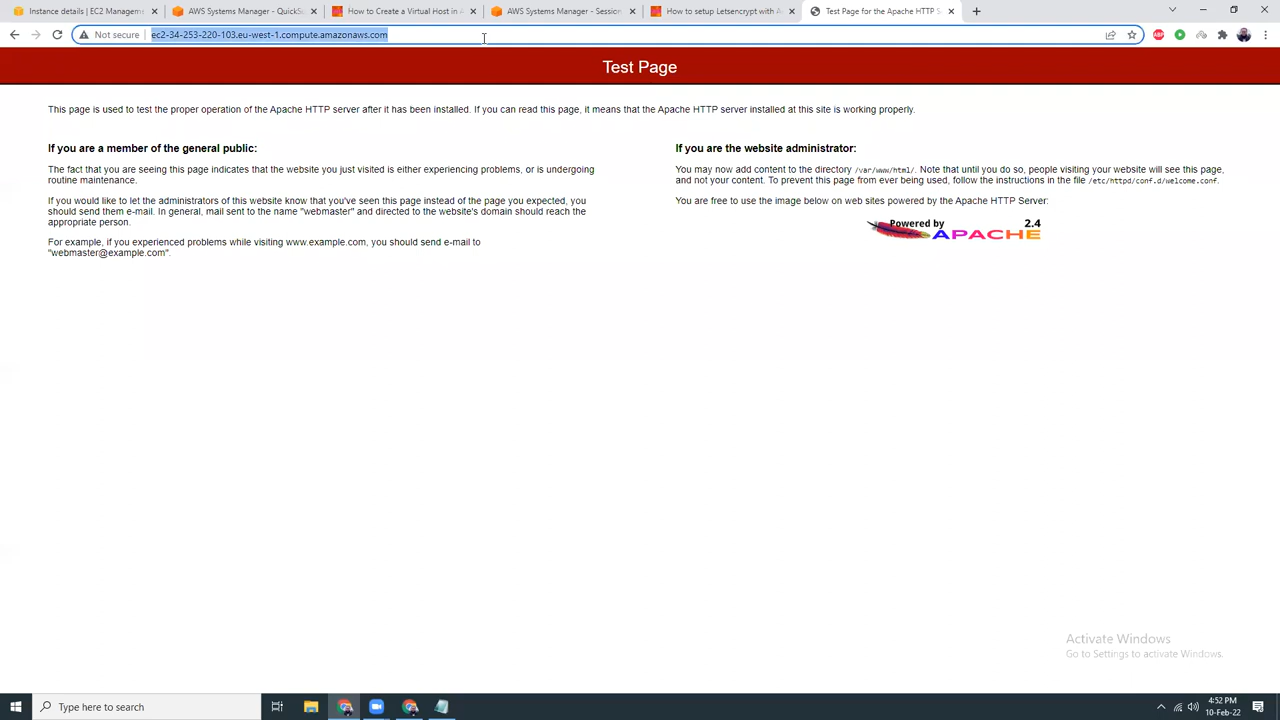 Instance details | EC2 Manageme
AWS Systems Manager - QuickSe
How to Create a Virtual Host in A
AWS Systems Manager - Session
How to setup Letsencrypt with A
Test Page for the Apache HTTP S
Not secure
ec2-34-253-220-103.eu-west-1.compute.amazonaws.com
ABP
Test Page
This page is used to test the proper operation of the Apache HTTP server after it has been installed. If you can read this page, it means that the Apache HTTP server installed at this site is working properly.
If you are a member of the general public:
The fact that you are seeing this page indicates that the website you just visited is either experiencing problems, or is undergoing
routine maintenance.
If you would like to let the administrators of this website know that you've seen this page instead of the page you expected, you
should send them e-mail. In general, mail sent to the name "webmaster" and directed to the website's domain should reach the
appropriate person.
For example, if you experienced problems while visiting www.example.com, you should send e-mail to
"webmaster@example.com".
If you are the website administrator:
You may now add content to the directory /var/www/html/. Note that until you do so, people visiting your website will see this page,
and not your content. To prevent this page from ever being used, follow the instructions in the file /etc/httpd/conf.d/welcome.conf.
You are free to use the image below on web sites powered by the Apache HTTP Server:
Powered by 2.4
APACHE
Activate Windows
Go to Settings to activate Windows.
Type here to search
4:52 PM
10-Feb-22